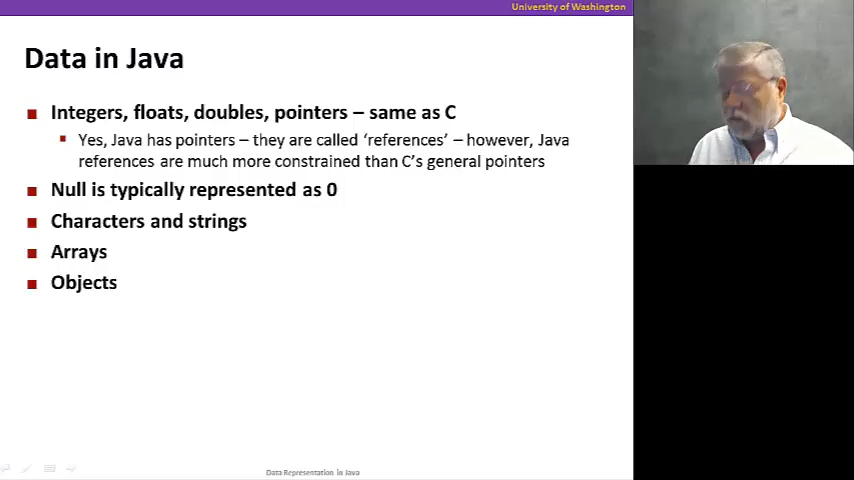 University of Washington
Data in Java
Integers, floats, doubles, pointers – same as C
Yes, Java has pointers – they are called ‘references’ – however, Java
references are much more constrained than C’s general pointers
Null is typically represented as 0
Characters and strings
Arrays
Objects
Data Representation in Java